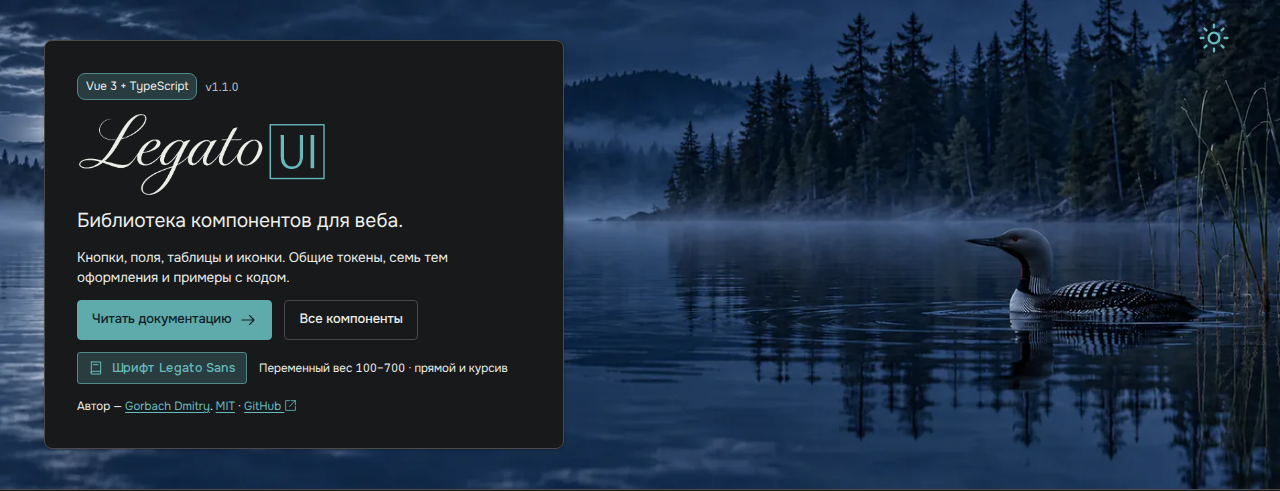 Vue 3 + TypeScript v1.1.0
Legato UI
Библиотека компонентов для веба.
Кнопки, поля, таблицы и иконки. Общие токены, семь тем
оформления и примеры с кодом.
Читать документацию → Все компоненты
Шрифт Legato Sans Переменный вес 100–700 · прямой и курсив
Автор — Gorbach Dmitry. MIT · GitHub